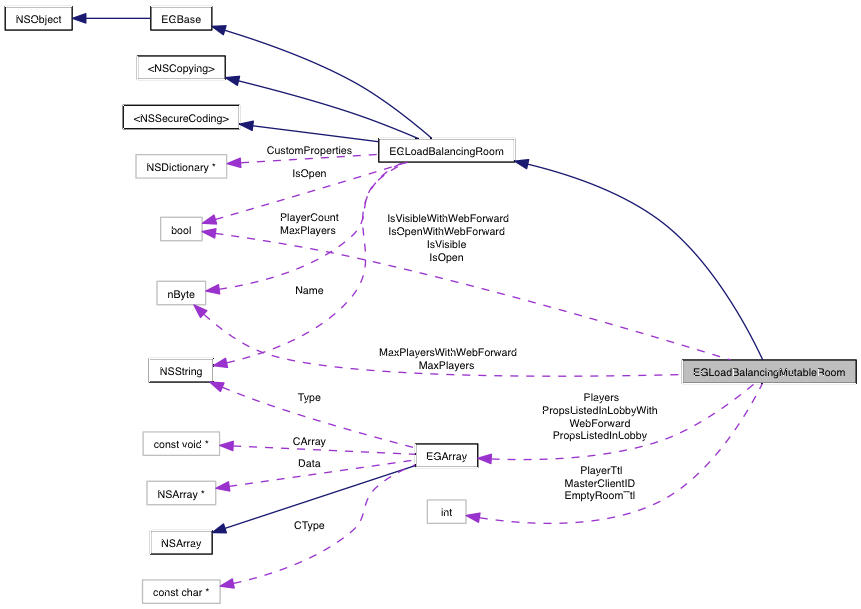 NSObject
EGBase
<NSCopying>
<NSSecureCoding>
EGLoadBalancingRoom
CustomProperties
NSDictionary *
IsOpen
bool
PlayerCount
MaxPlayers
IsVisibleWithWebForward
IsOpenWithWebForward
IsVisible
IsOpen
nByte
Name
NSString
MaxPlayersWithWebForward
MaxPlayers
EGLoadBalancingMutableRoom
Type
Players
PropsListedInLobbyWith
WebForward
PropsListedInLobby
const void *
CArray
EGArray
Data
NSArray *
PlayerTtl
MasterClientID
EmptyRoomTtl
int
CType
NSArray
const char *